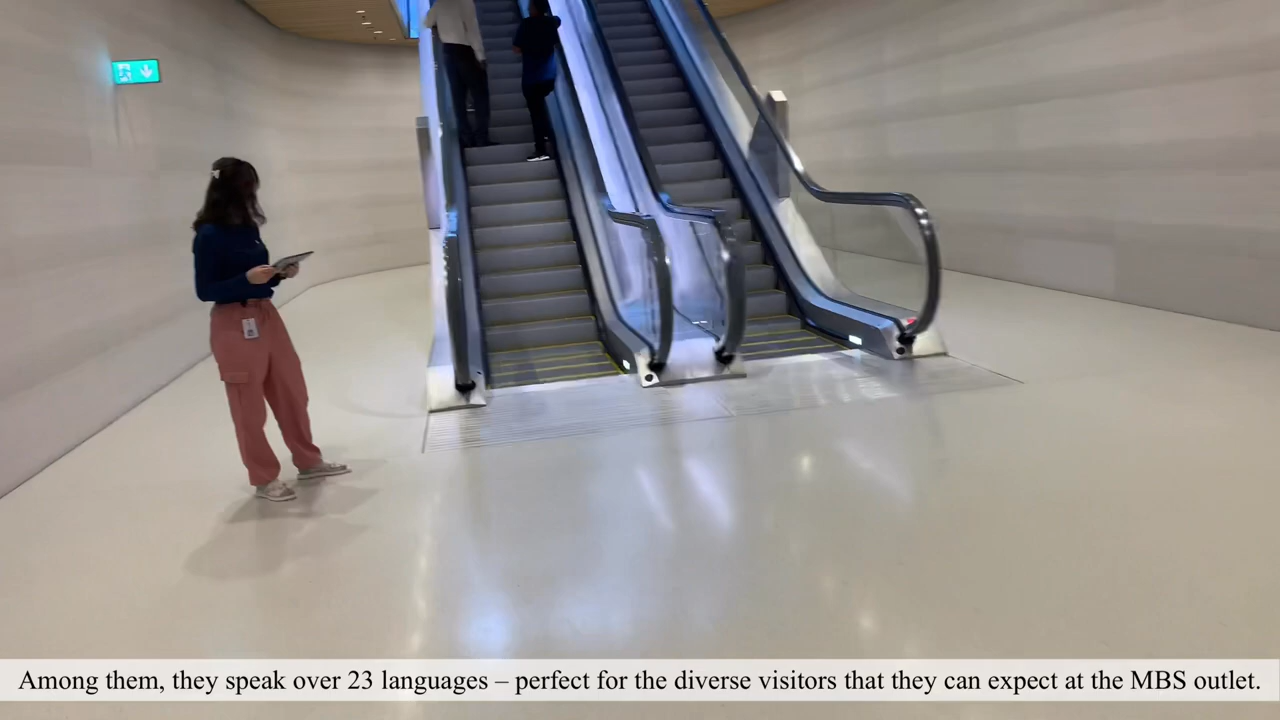 Among them, they speak over 23 languages – perfect for the diverse visitors that they can expect at the MBS outlet.